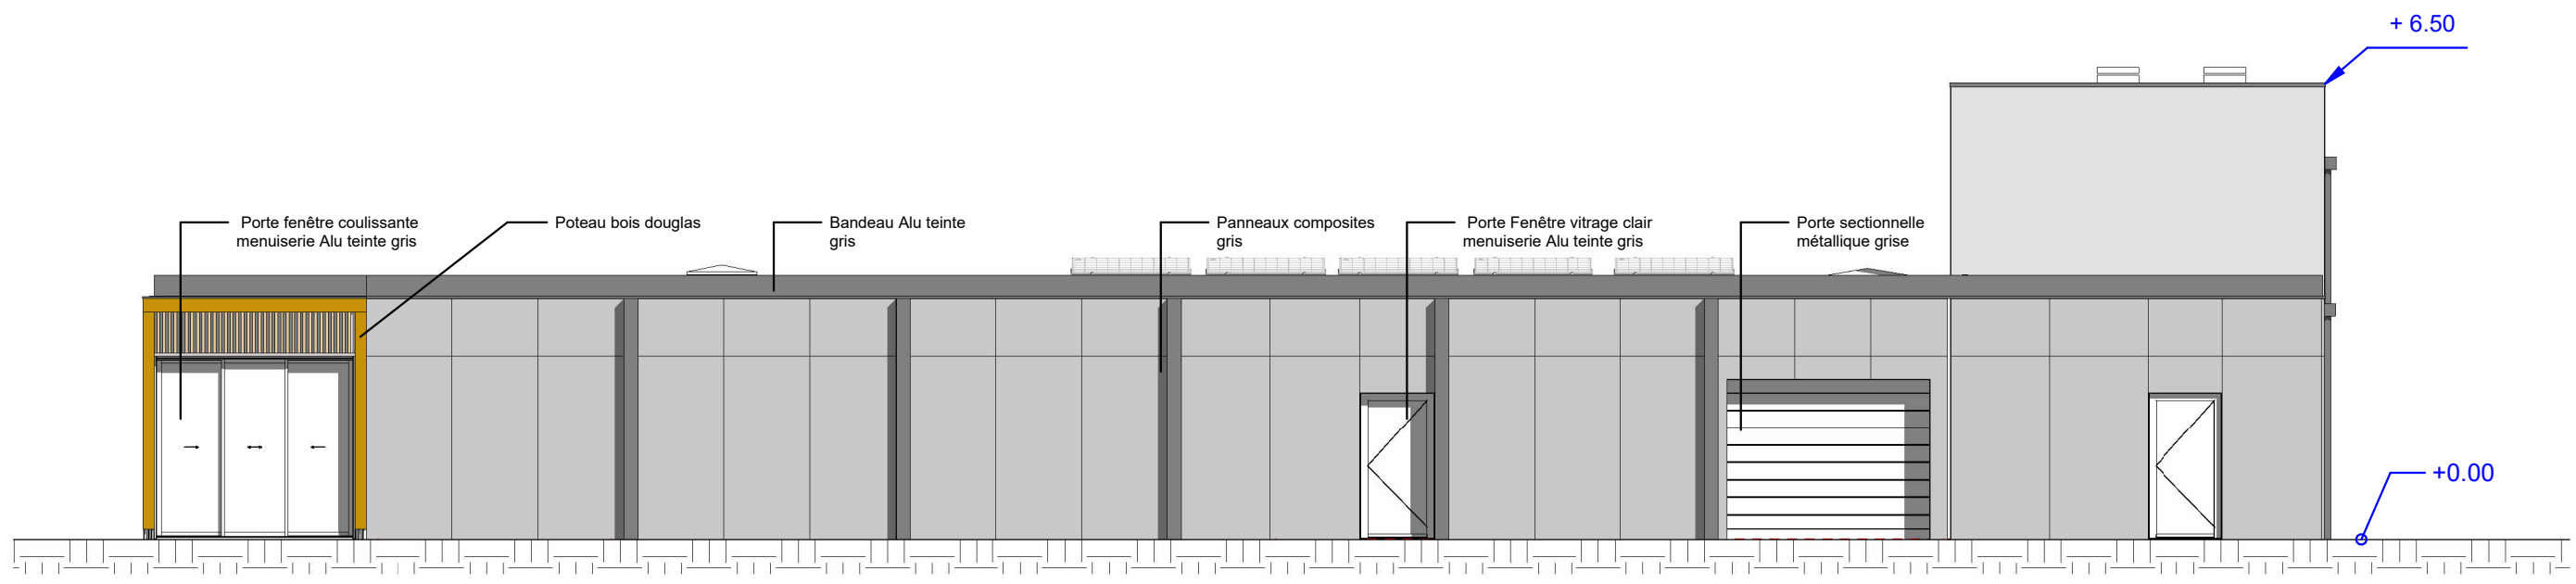 + 6.50
Porte fenêtre coulissante
menuiserie Alu teinte gris
Poteau bois douglas
Bandeau Alu teinte
gris
Panneaux composites
gris
Porte Fenêtre vitrage clair
menuiserie Alu teinte gris
Porte sectionnelle
métallique grise
+0.00